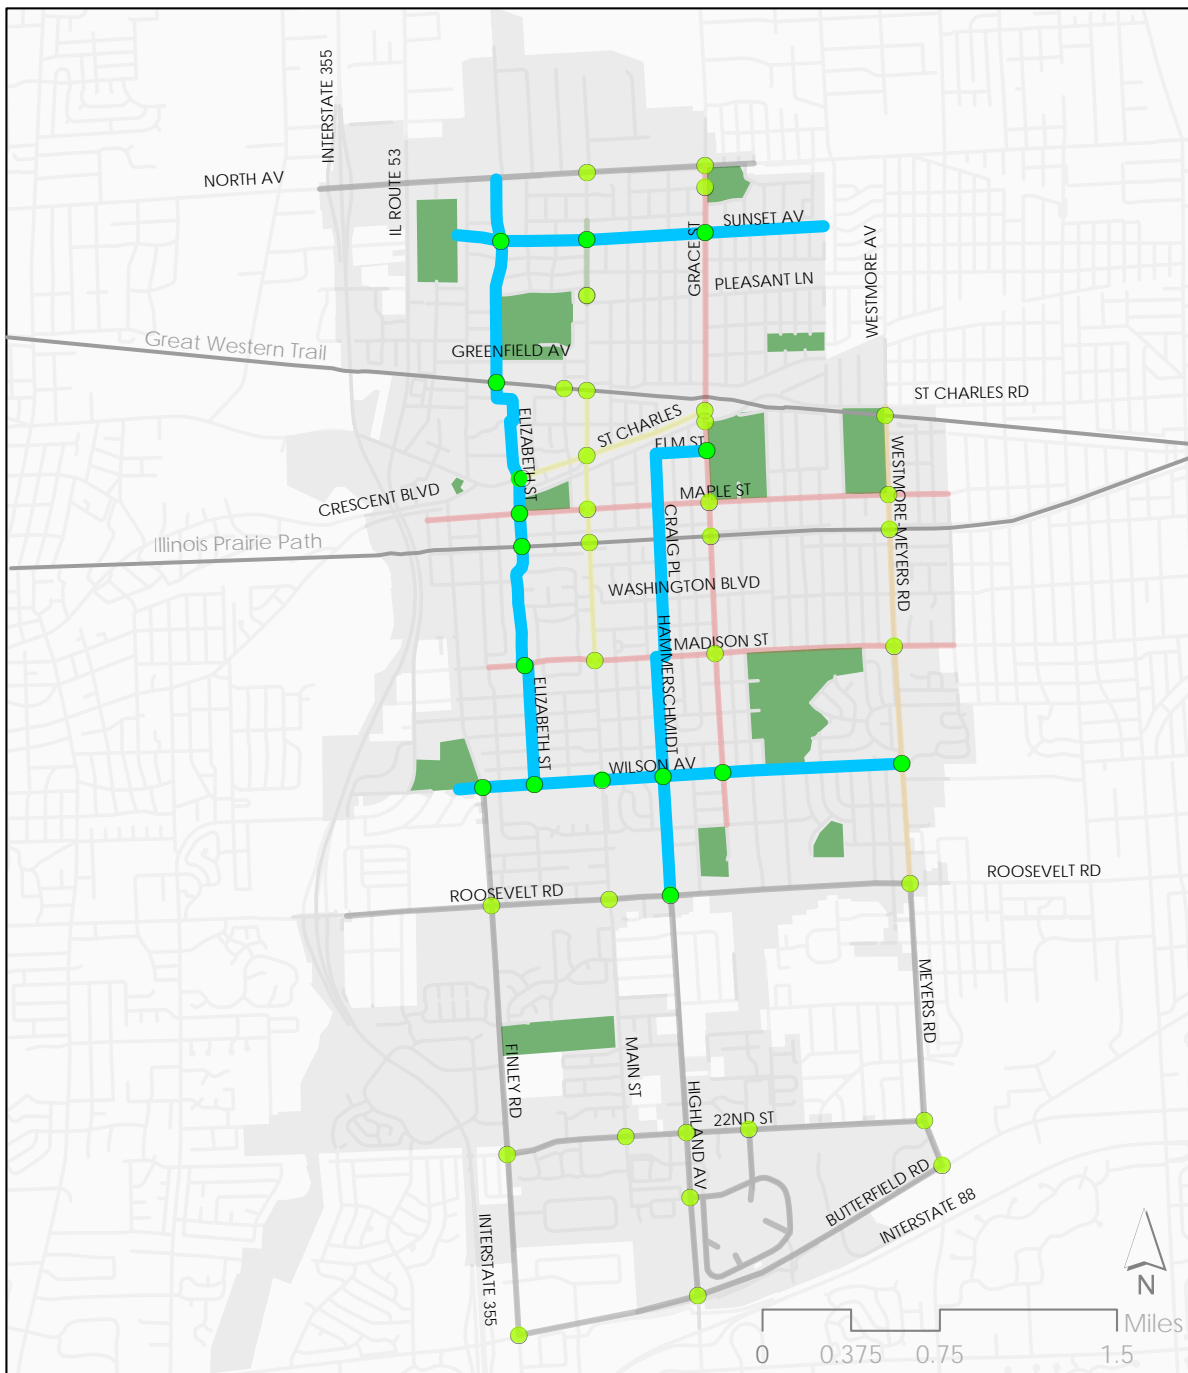 INTERSTATE 355
IL ROUTE 53
NORTH AV
SUNSET AV
GRACE ST
PLEASANT LN
WESTMORE AV
Great Western Trail
GREENFIELD AV
ST CHARLES RD
ST CHARLES
ELIZABETH ST
ELM ST
CRESCENT BLVD
MAPLE ST
WESTMORE-MEYERS RD
Illinois Prairie Path
CRAIG PL
WASHINGTON BLVD
MADISON ST
HAMMERSCHMIDT
ELIZABETH ST
WILSON AV
ROOSEVELT RD
ROOSEVELT RD
MEYERS RD
FINLEY RD
MAIN ST
HIGHLAND AV
22ND ST
BUTTERFIELD RD
INTERSTATE 88
INTERSTATE 355
N
Miles
0 0.375 0.75 1.5